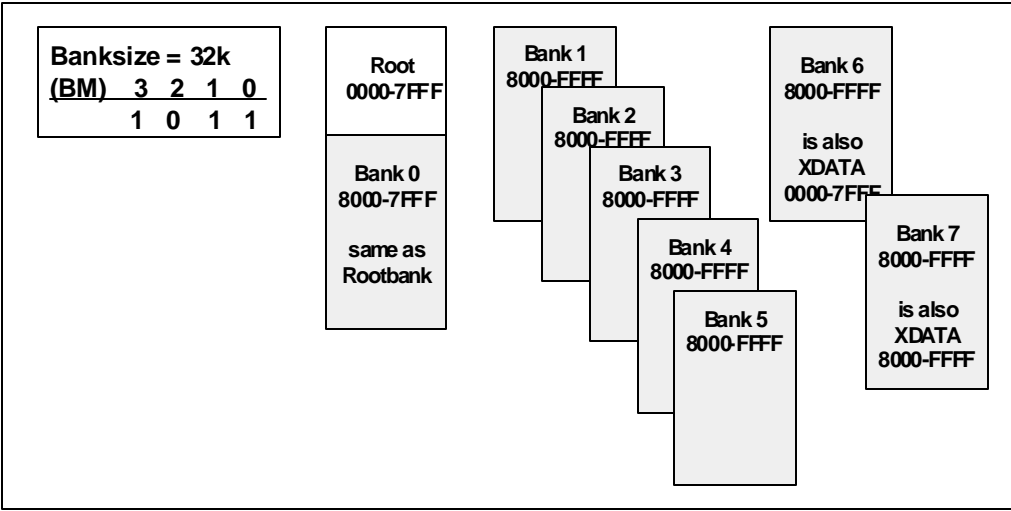 Banksize = 32k
(BM) 3 2 1 0
1 0 1 1
Root
0000-7FFF
Bank 0
8000-7FFF
same as
Rootbank
Bank 1
8000-FFFF
Bank 2
8000-FFFF
Bank 3
8000-FFFF
Bank 4
8000-FFFF
Bank 5
8000-FFFF
Bank 6
8000-FFFF
is also
XDATA
0000-7FFF
Bank 7
8000-FFFF
is also
XDATA
8000-FFFF